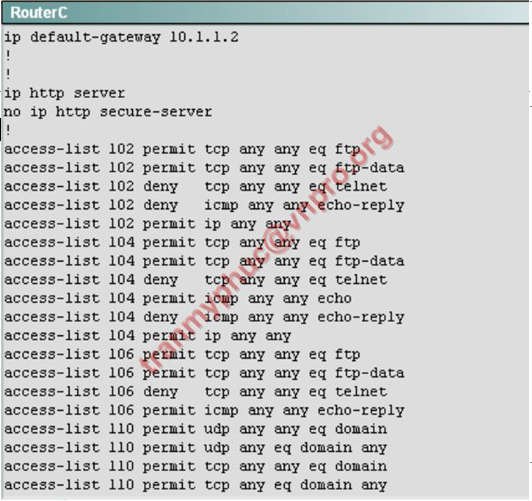 RouterC
ip default-gateway 10.1.1.2
!
!
ip http server
no ip http secure-server
!
access-list 102 permit tcp any any eq ftp
access-list 102 permit tcp any any eq ftp-data
access-list 102 deny   tcp any any eq telnet
access-list 102 deny   icmp any any echo-reply
access-list 102 permit ip any any
access-list 104 permit tcp any any eq ftp
access-list 104 permit tcp any any eq ftp-data
access-list 104 deny   tcp any any eq telnet
access-list 104 permit icmp any any echo
access-list 104 deny   icmp any any echo-reply
access-list 104 permit ip any any
access-list 106 permit tcp any any eq ftp
access-list 106 permit tcp any any eq ftp-data
access-list 106 deny   tcp any any eq telnet
access-list 106 permit icmp any any echo-reply
access-list 110 permit udp any any eq domain
access-list 110 permit udp any eq domain any
access-list 110 permit tcp any any eq domain
access-list 110 permit tcp any eq domain any
tranmyphuc@vnpro.org